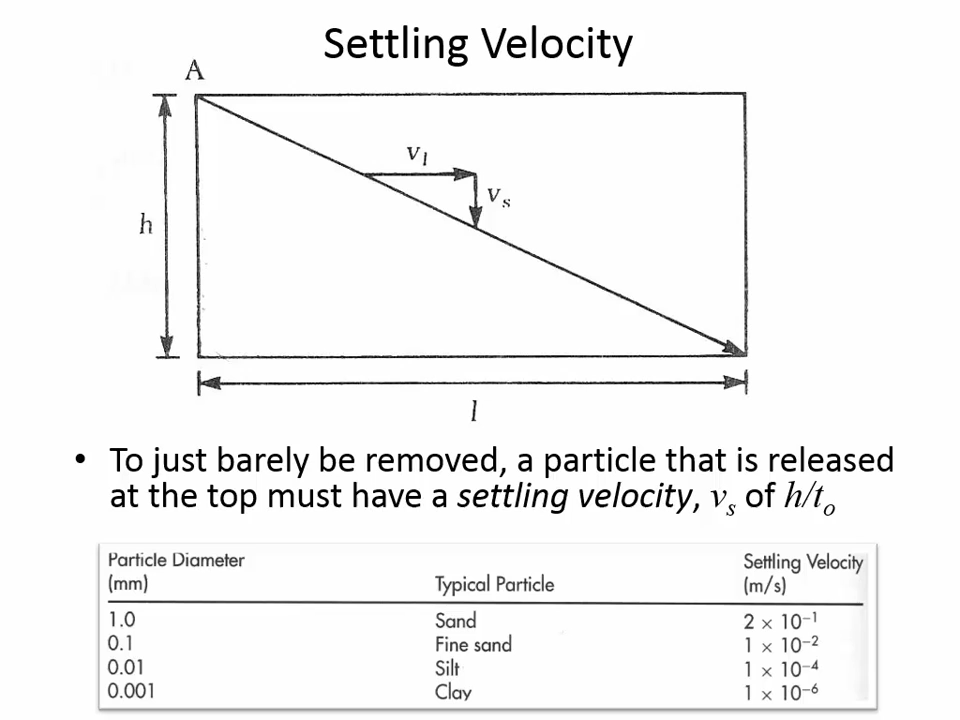 Settling Velocity
A
v_l
v_s
h
l
• To just barely be removed, a particle that is released
at the top must have a settling velocity, v_s of h/t_o
Particle Diameter Settling Velocity
(mm) Typical Particle (m/s)
1.0 Sand 2 × 10⁻¹
0.1 Fine sand 1 × 10⁻²
0.01 Silt 1 × 10⁻⁴
0.001 Clay 1 × 10⁻⁶